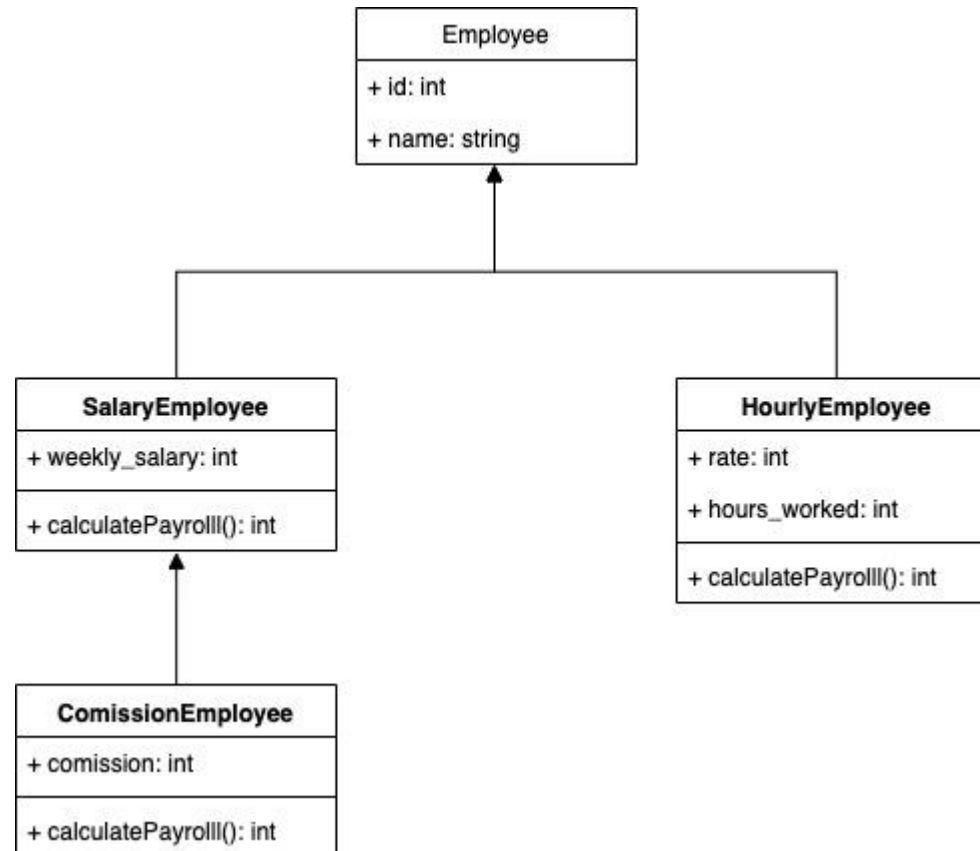 Employee
+ id: int
+ name: string
SalaryEmployee
+ weekly_salary: int
+ calculatePayrolll(): int
HourlyEmployee
+ rate: int
+ hours_worked: int
+ calculatePayrolll(): int
ComissionEmployee
+ comission: int
+ calculatePayrolll(): int